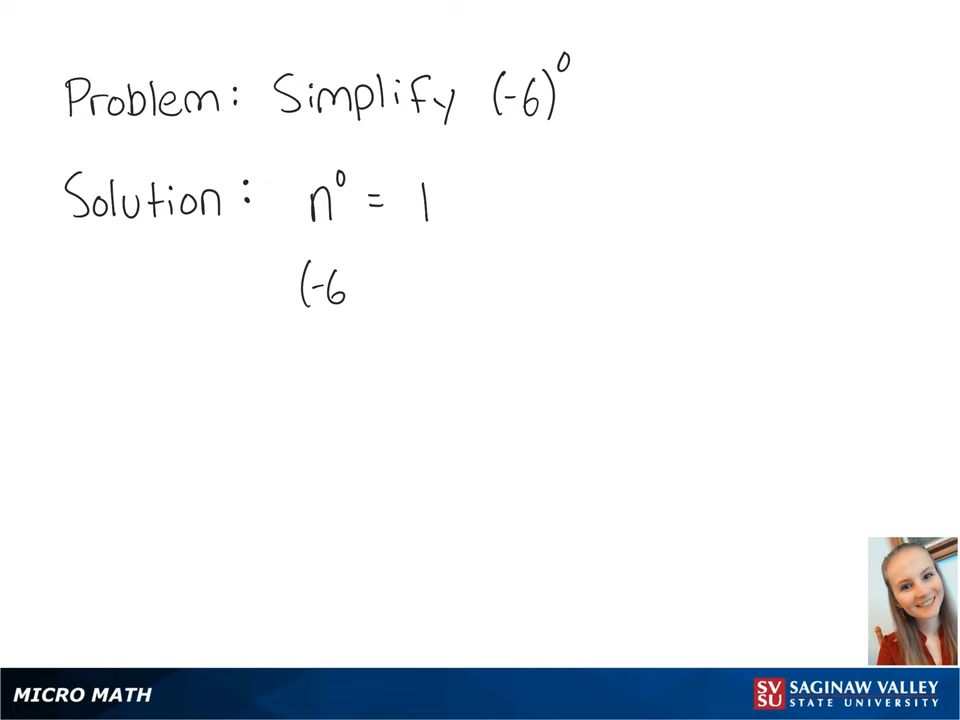 Problem: Simplify (-6)⁰
Solution: n⁰ = 1
(-6
MICRO MATH
SVSU SAGINAW VALLEY
STATE UNIVERSITY